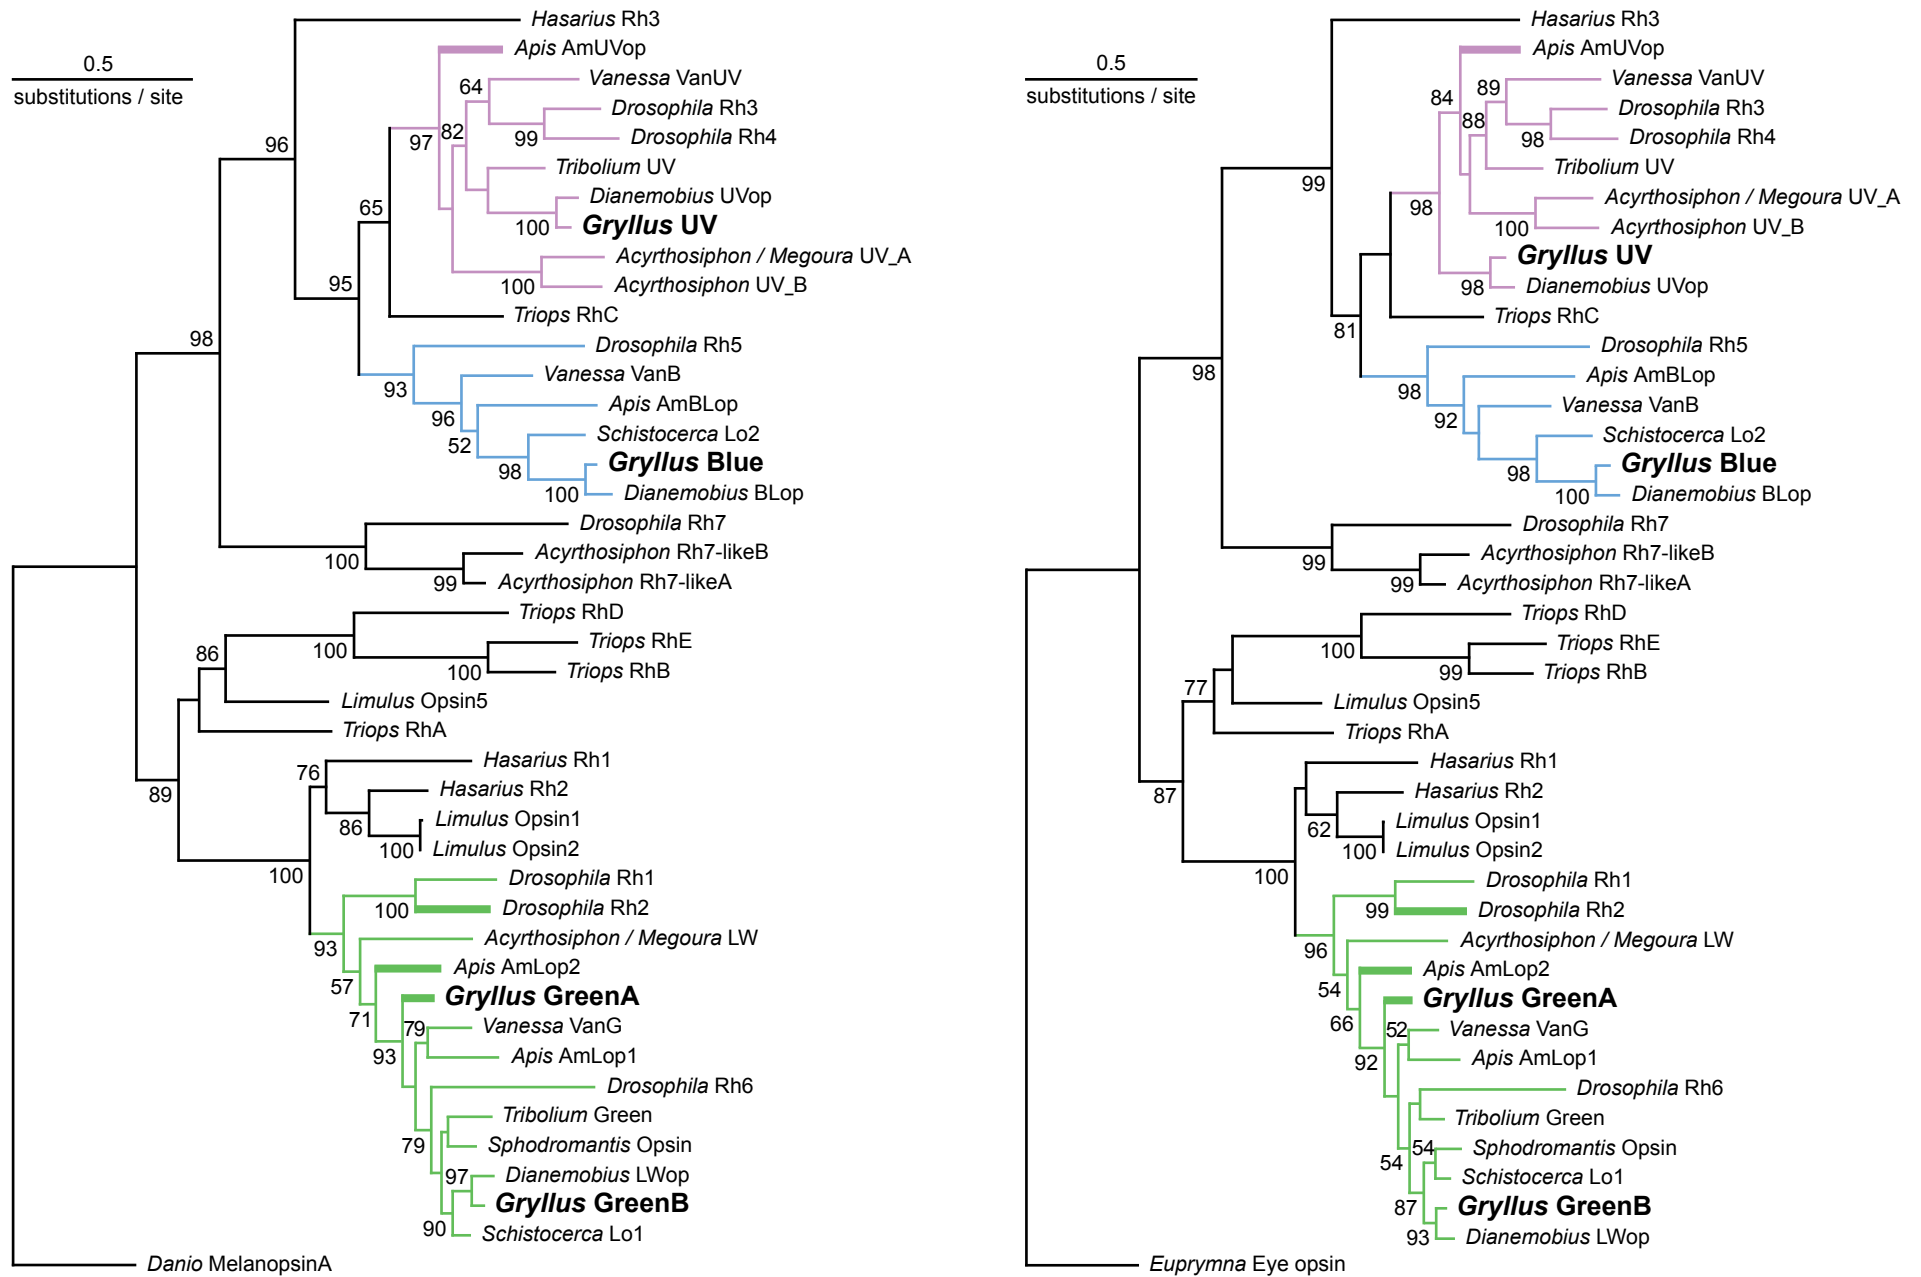 0.5
substitutions / site
Hasarius Rh3
Apis AmUVop
Vanessa VanUV
64
Drosophila Rh3
Drosophila Rh4
99
82
97
96
Tribolium UV
Dianemobius UVop
Gryllus UV
100
65
Acyrthosiphon / Megoura UV_A
Acyrthosiphon UV_B
100
95
Triops RhC
98
Drosophila Rh5
Vanessa VanB
93
Apis AmBLop
96
Schistocerca Lo2
52
Gryllus Blue
98
Dianemobius BLop
100
Drosophila Rh7
Acyrthosiphon Rh7-likeB
100
Acyrthosiphon Rh7-likeA
99
Triops RhD
Triops RhE
86
100
Triops RhB
100
Limulus Opsin5
Triops RhA
Hasarius Rh1
76
89
Hasarius Rh2
Limulus Opsin1
86
Limulus Opsin2
100
100
Drosophila Rh1
Drosophila Rh2
100
Acyrthosiphon / Megoura LW
93
Apis AmLop2
57
Gryllus GreenA
71
Vanessa VanG
79
93
Apis AmLop1
Drosophila Rh6
Tribolium Green
79
Sphodromantis Opsin
Dianemobius LWop
97
Gryllus GreenB
90
Schistocerca Lo1
Danio MelanopsinA
0.5
substitutions / site
Hasarius Rh3
Apis AmUVop
Vanessa VanUV
89
84
Drosophila Rh3
88
Drosophila Rh4
98
Tribolium UV
99
Acyrthosiphon / Megoura UV_A
98
Acyrthosiphon UV_B
100
Gryllus UV
Dianemobius UVop
98
Triops RhC
81
Drosophila Rh5
98
Apis AmBLop
98
Vanessa VanB
92
Schistocerca Lo2
Gryllus Blue
98
Dianemobius BLop
100
Drosophila Rh7
Acyrthosiphon Rh7-likeB
99
Acyrthosiphon Rh7-likeA
99
Triops RhD
Triops RhE
100
Triops RhB
99
77
Limulus Opsin5
Triops RhA
Hasarius Rh1
87
Hasarius Rh2
Limulus Opsin1
62
Limulus Opsin2
100
100
Drosophila Rh1
Drosophila Rh2
99
Acyrthosiphon / Megoura LW
96
Apis AmLop2
54
Gryllus GreenA
66
Vanessa VanG
52
92
Apis AmLop1
Drosophila Rh6
Tribolium Green
Sphodromantis Opsin
54
54
Schistocerca Lo1
Gryllus GreenB
87
Dianemobius LWop
93
Euprymna Eye opsin